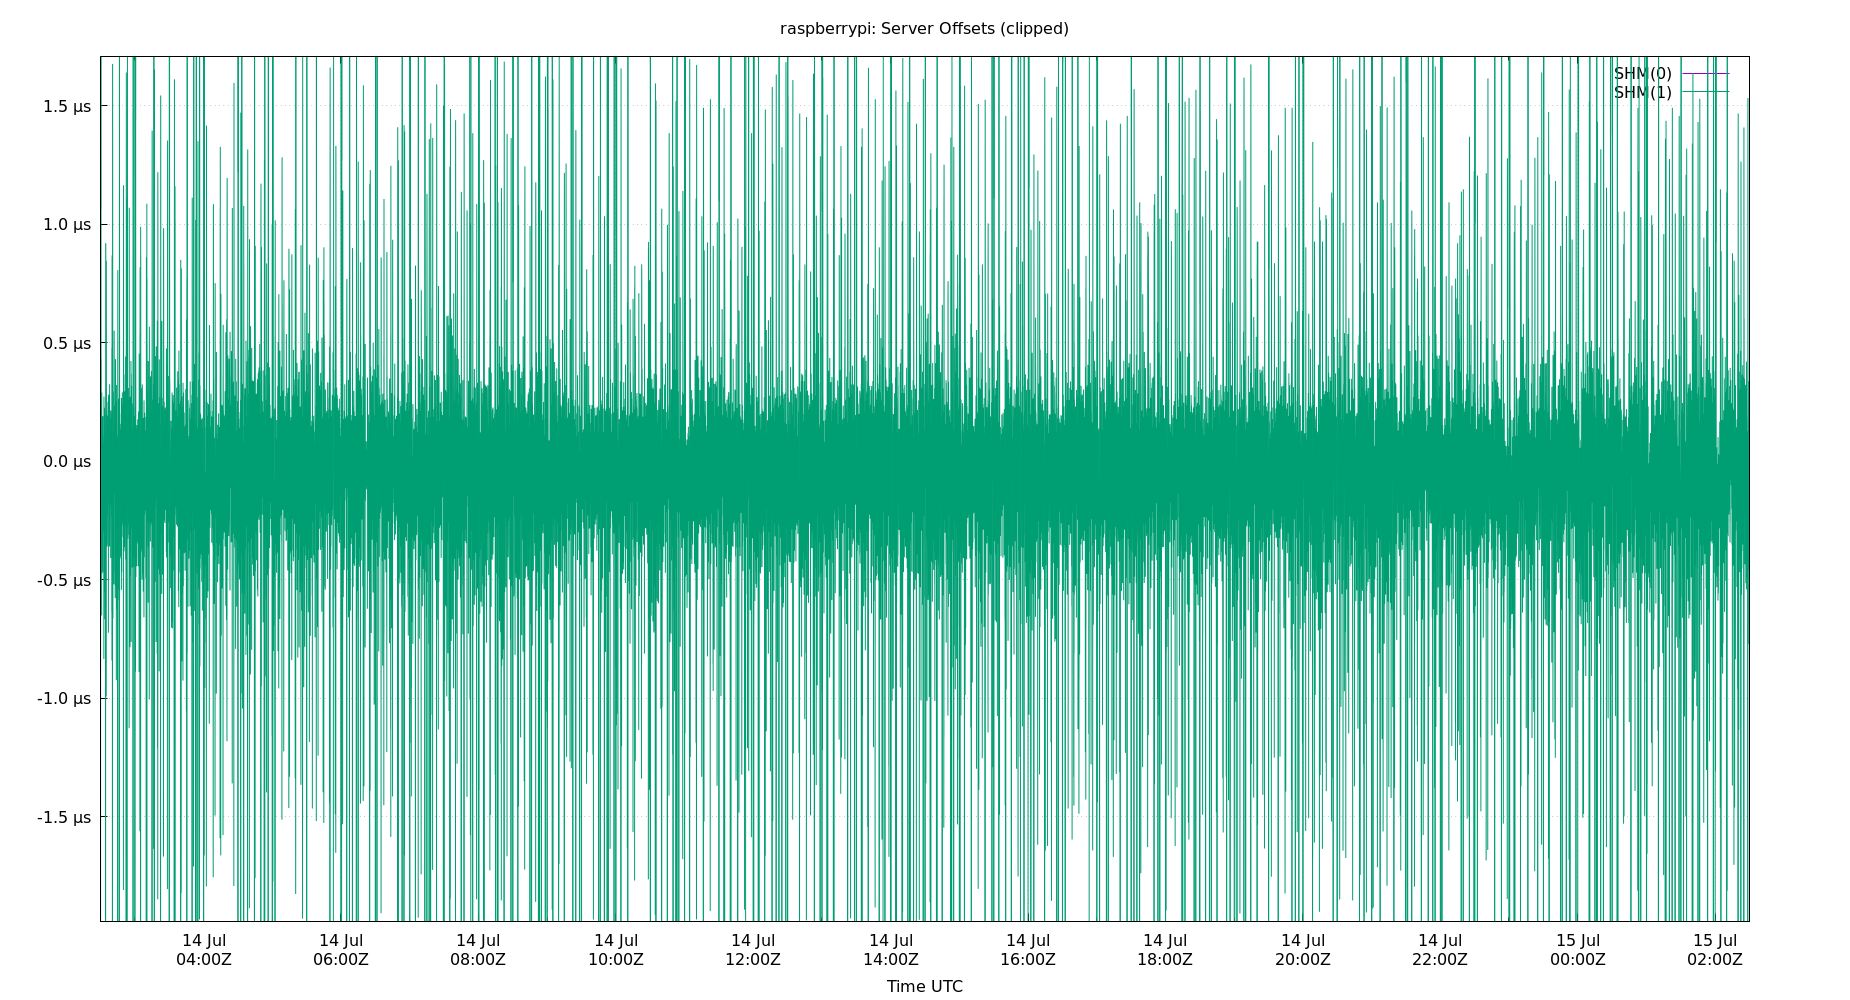 raspberrypi: Server Offsets (clipped)
SHM(0)
SHM(1)
1.5 µs
1.0 µs
0.5 µs
0.0 µs
-0.5 µs
-1.0 µs
-1.5 µs
14 Jul 14 Jul 14 Jul 14 Jul 14 Jul 14 Jul 14 Jul 14 Jul 14 Jul 14 Jul 15 Jul 15 Jul
04:00Z 06:00Z 08:00Z 10:00Z 12:00Z 14:00Z 16:00Z 18:00Z 20:00Z 22:00Z 00:00Z 02:00Z
Time UTC